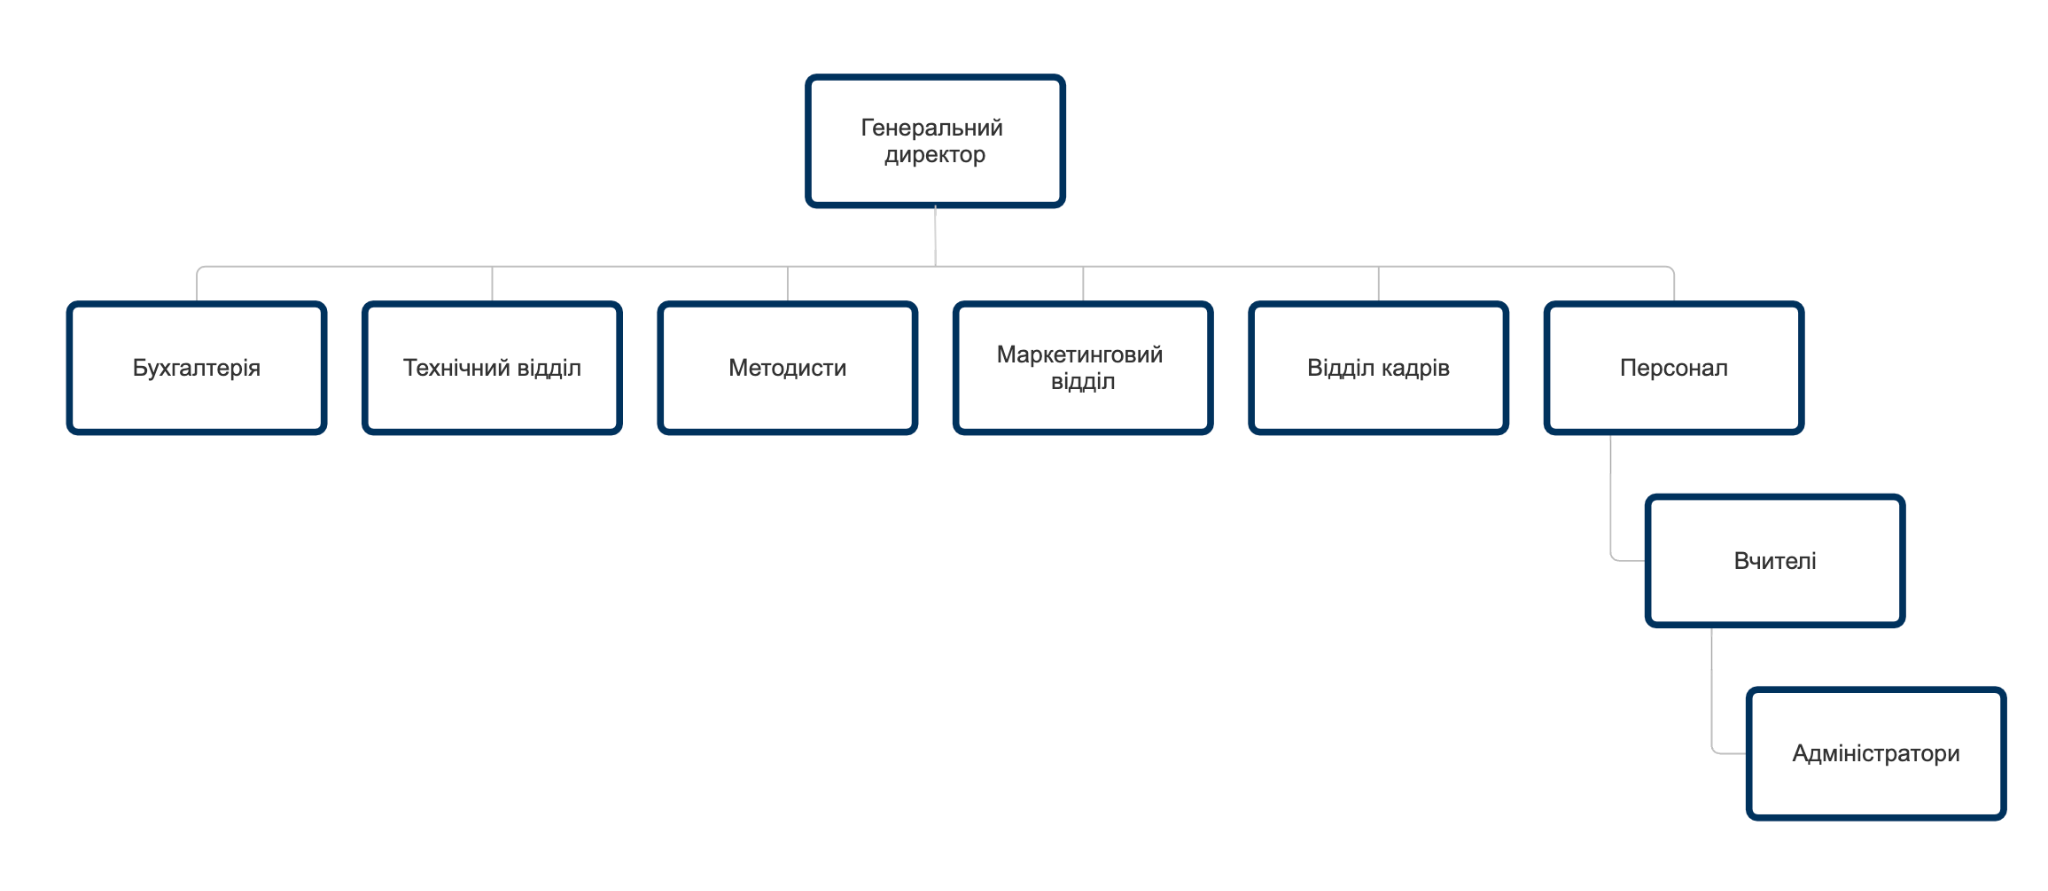 Генеральний
директор
Бухгалтерія
Технічний відділ
Методисти
Маркетинговий
відділ
Відділ кадрів
Персонал
Вчителі
Адміністратори